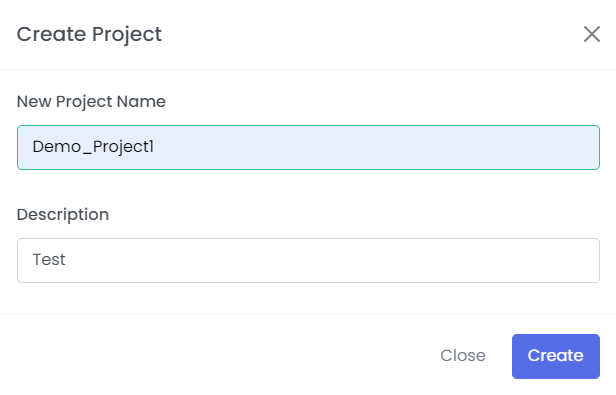 Create Project
New Project Name
Demo_Project1
Description
Test
Close
Create